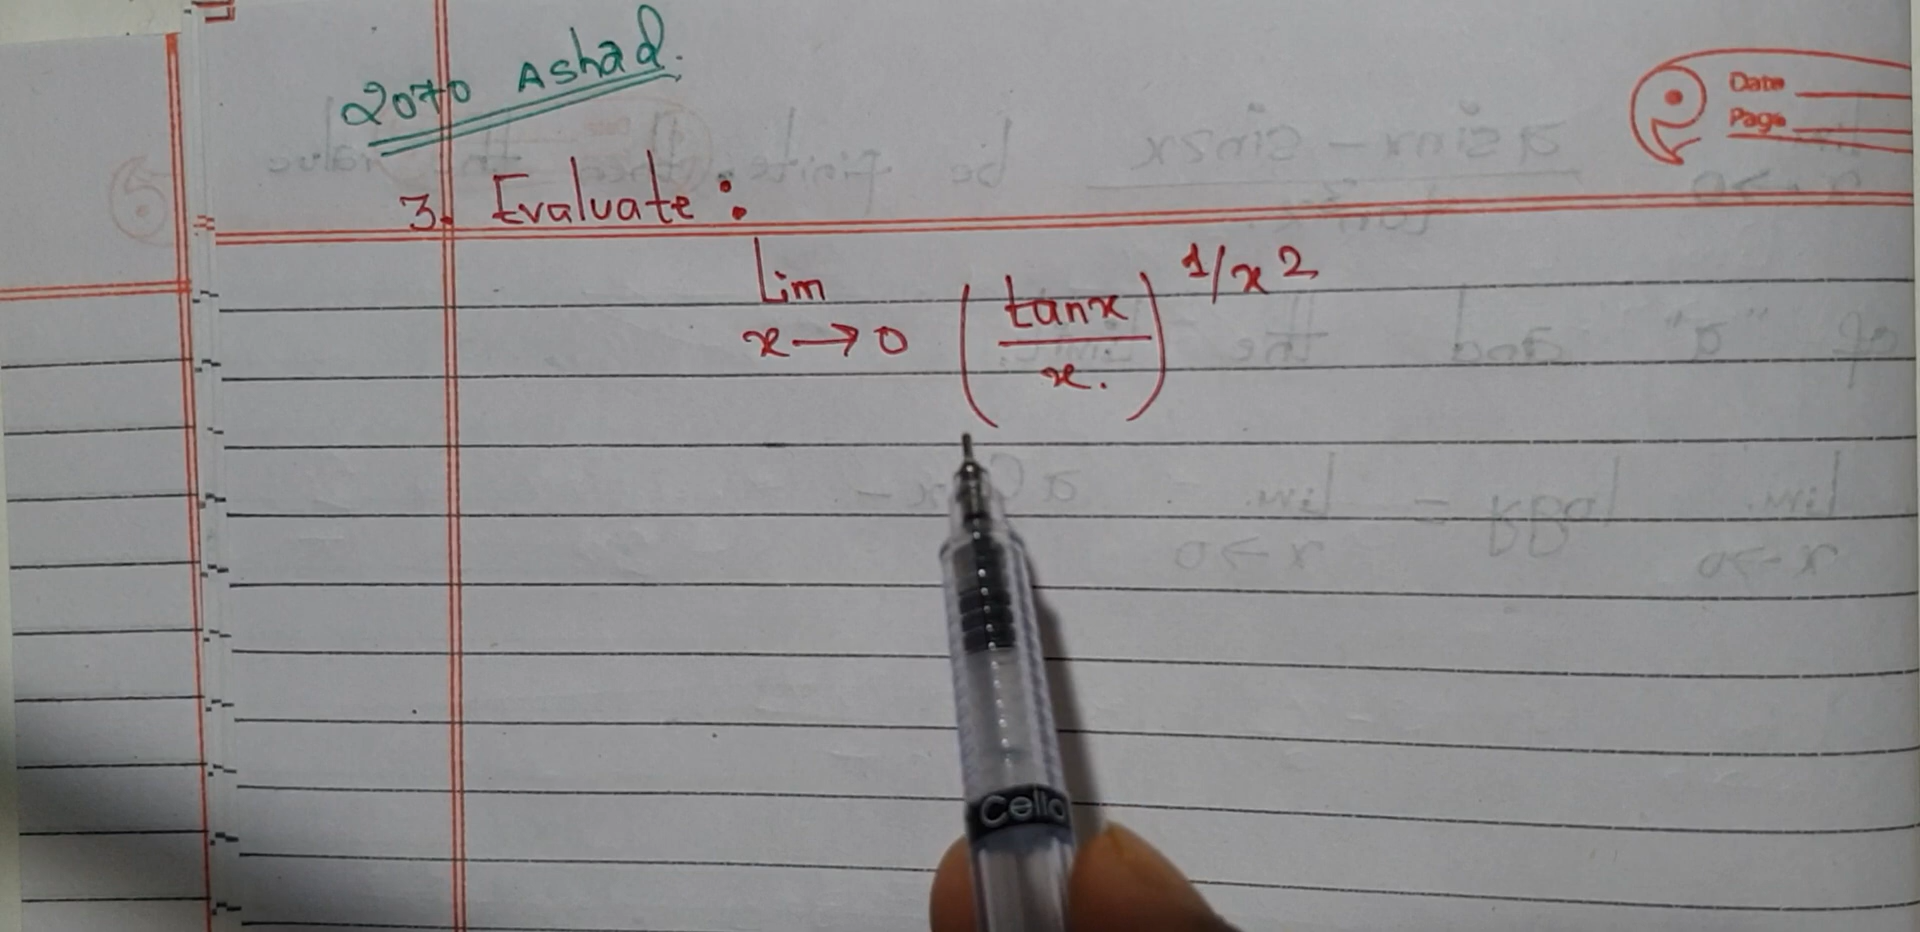 2070 Ashad.
Date
Page
3. Evaluate :
lim x→0 (tanx/x.)^1/x2
Cello